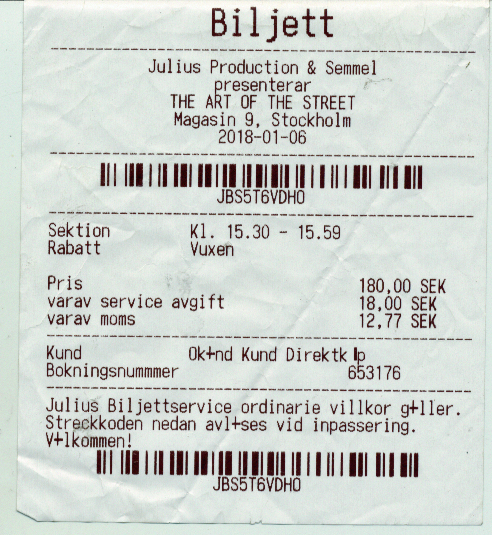 Biljett
Julius Production & Semmel
presenterar
THE ART OF THE STREET
Magasin 9, Stockholm
2018-01-06
JBS5T6VDHO
Sektion Kl. 15.30 - 15.59
Rabatt Vuxen
Pris 180,00 SEK
varav service avgift 18,00 SEK
varav moms 12,77 SEK
Kund Ok+nd Kund Direktk p
Bokningsnummmer 653176
Julius Biljettservice ordinarie villkor g+ller.
Streckkoden nedan avl+ses vid inpassering.
V+lkommen!
JBS5T6VDHO